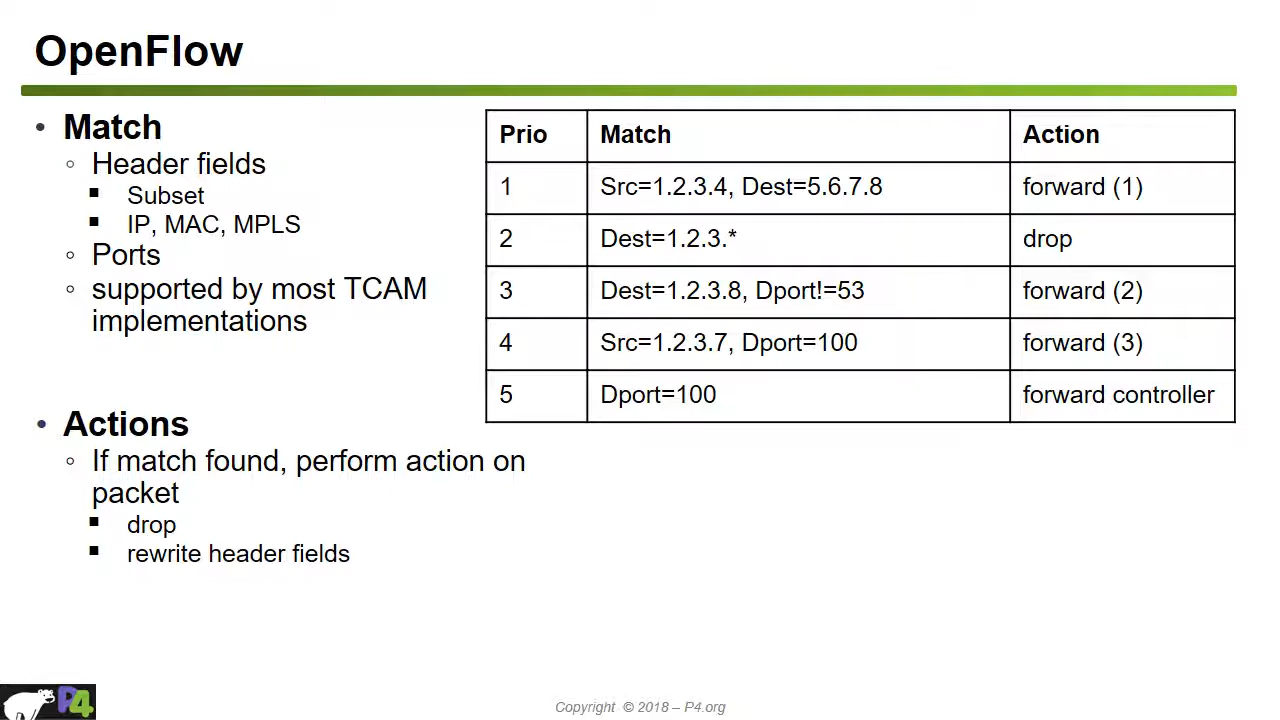 OpenFlow
• Match
◦ Header fields
▪ Subset
▪ IP, MAC, MPLS
◦ Ports
◦ supported by most TCAM
implementations
• Actions
◦ If match found, perform action on
packet
▪ drop
▪ rewrite header fields
Prio Match Action
1 Src=1.2.3.4, Dest=5.6.7.8 forward (1)
2 Dest=1.2.3.* drop
3 Dest=1.2.3.8, Dport!=53 forward (2)
4 Src=1.2.3.7, Dport=100 forward (3)
5 Dport=100 forward controller
P4
Copyright © 2018 – P4.org